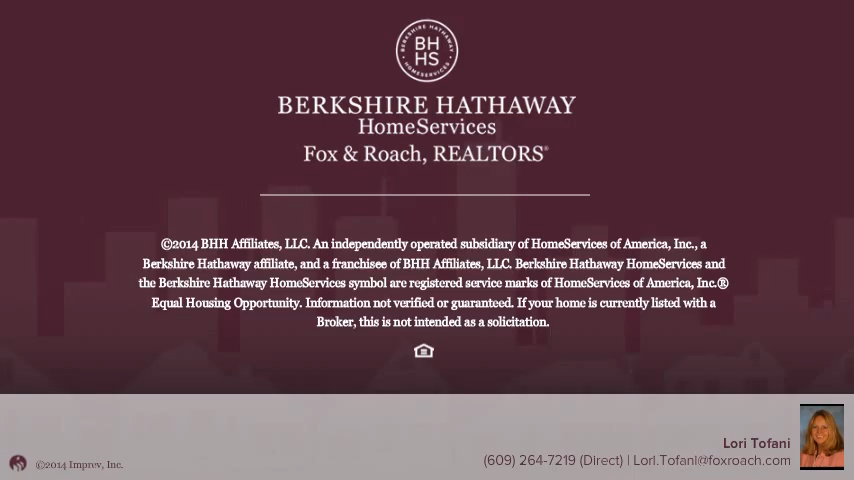 BERKSHIRE HATHAWAY
BH
HS
HOMESERVICES
BERKSHIRE HATHAWAY
HomeServices
Fox & Roach, REALTORS®
©2014 BHH Affiliates, LLC. An independently operated subsidiary of HomeServices of America, Inc., a
Berkshire Hathaway affiliate, and a franchisee of BHH Affiliates, LLC. Berkshire Hathaway HomeServices and
the Berkshire Hathaway HomeServices symbol are registered service marks of HomeServices of America, Inc.®
Equal Housing Opportunity. Information not verified or guaranteed. If your home is currently listed with a
Broker, this is not intended as a solicitation.
Lori Tofani
(609) 264-7219 (Direct) | Lori.Tofani@foxroach.com
©2014 Imprev, Inc.